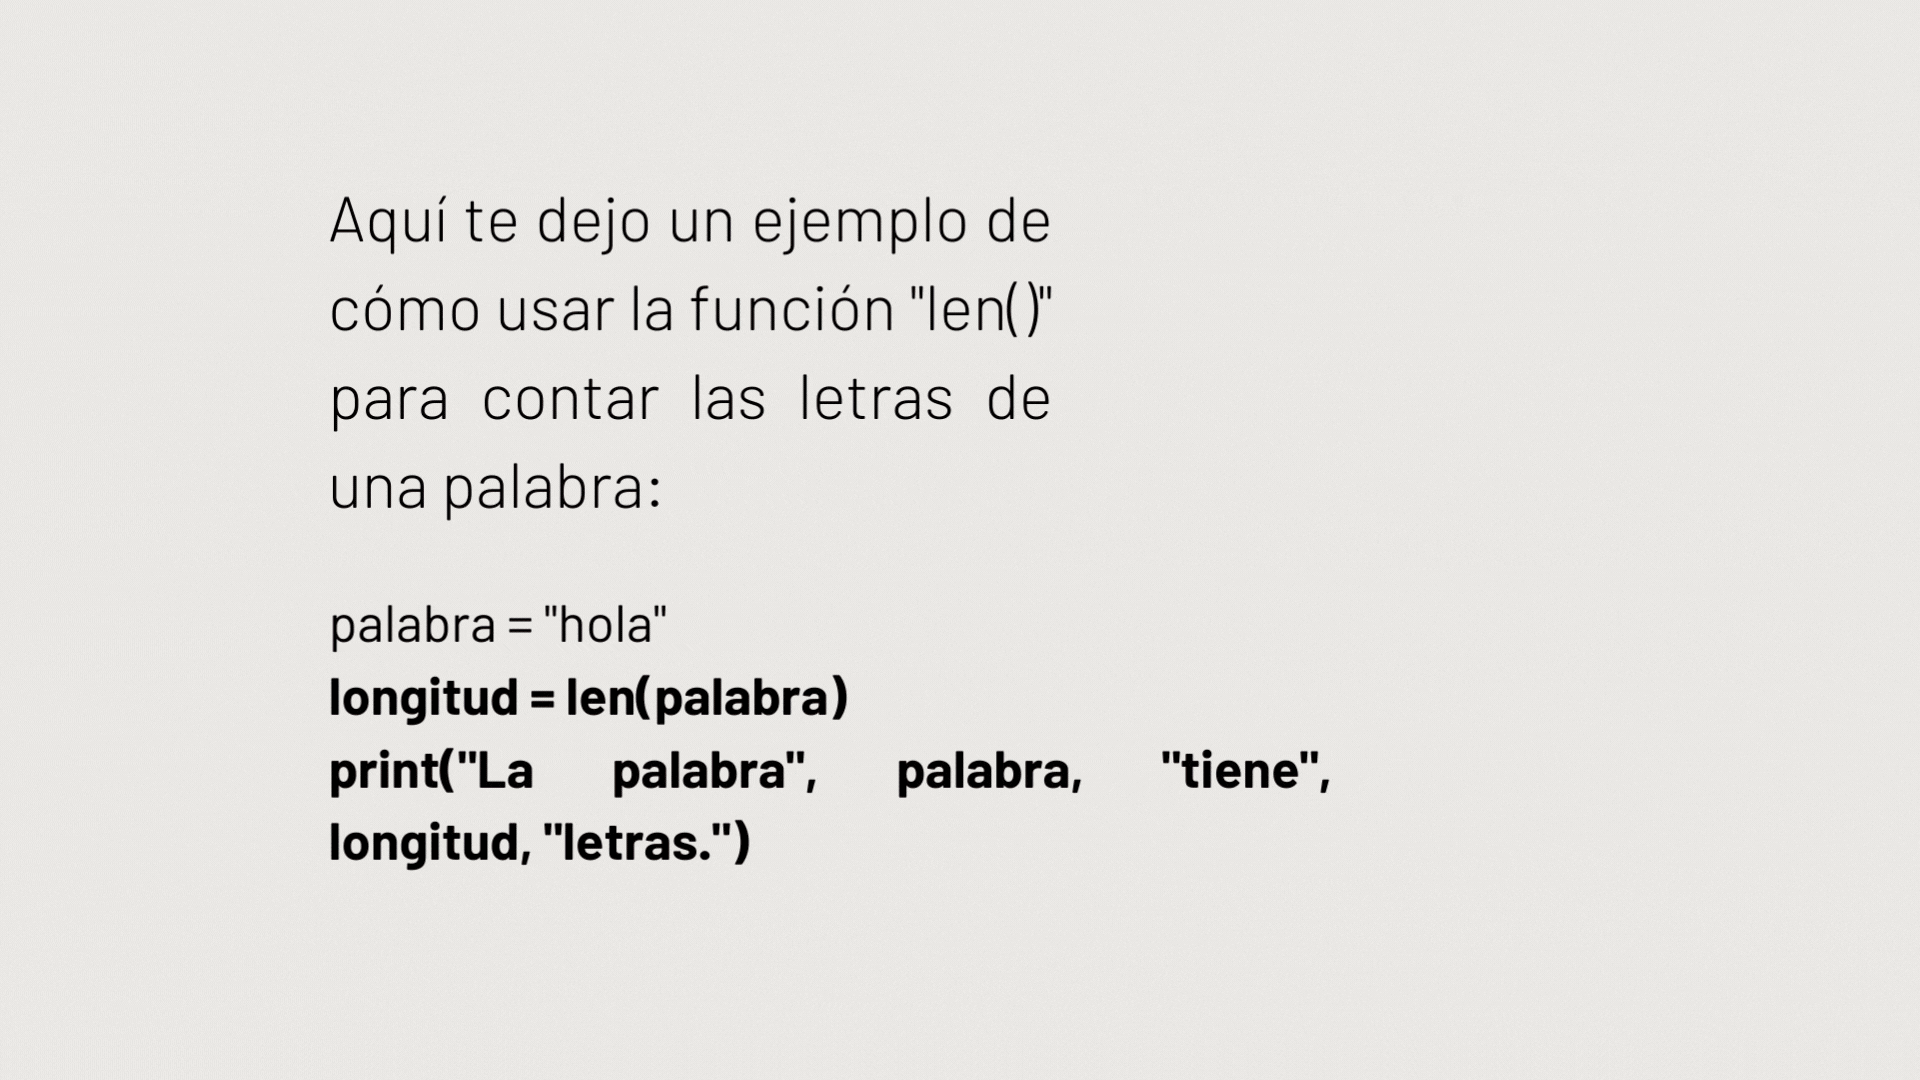 Aquí te dejo un ejemplo de
cómo usar la función "len()"
para contar las letras de
una palabra:
palabra = "hola"
longitud = len(palabra)
print("La palabra", palabra, "tiene",
longitud, "letras.")